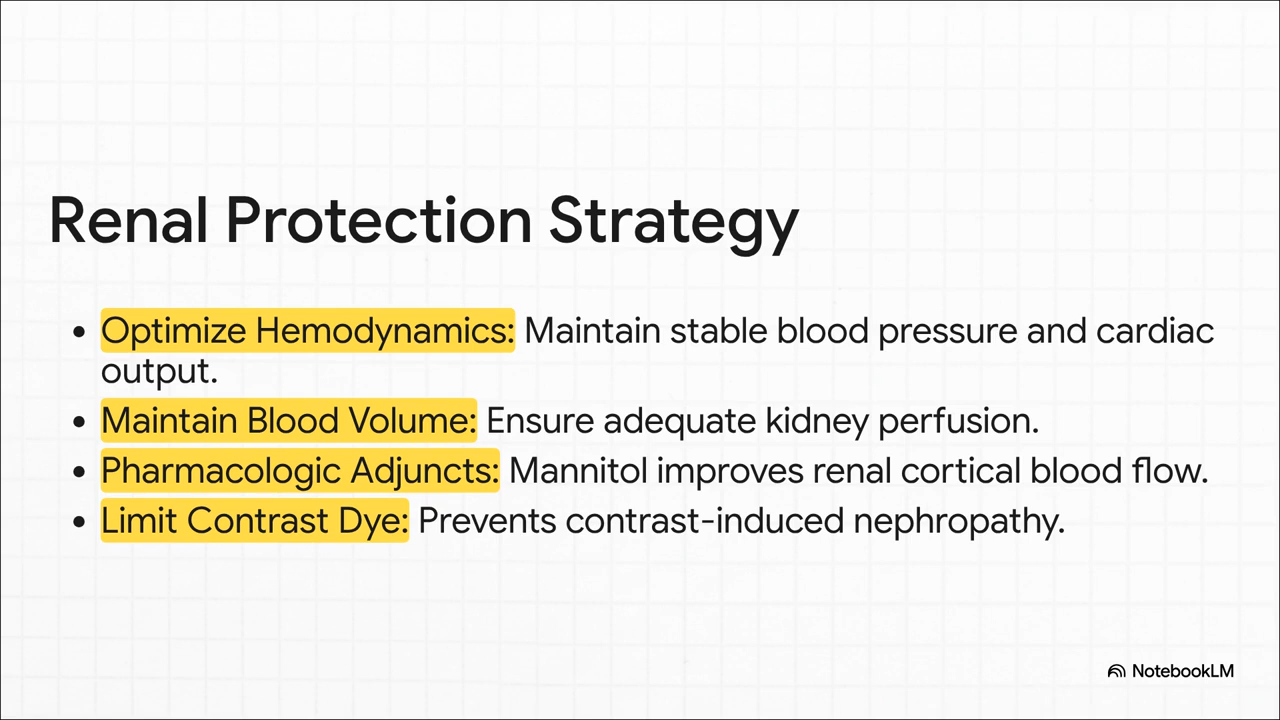 Renal Protection Strategy
• Optimize Hemodynamics: Maintain stable blood pressure and cardiac
output.
• Maintain Blood Volume: Ensure adequate kidney perfusion.
• Pharmacologic Adjuncts: Mannitol improves renal cortical blood flow.
• Limit Contrast Dye: Prevents contrast-induced nephropathy.
NotebookLM